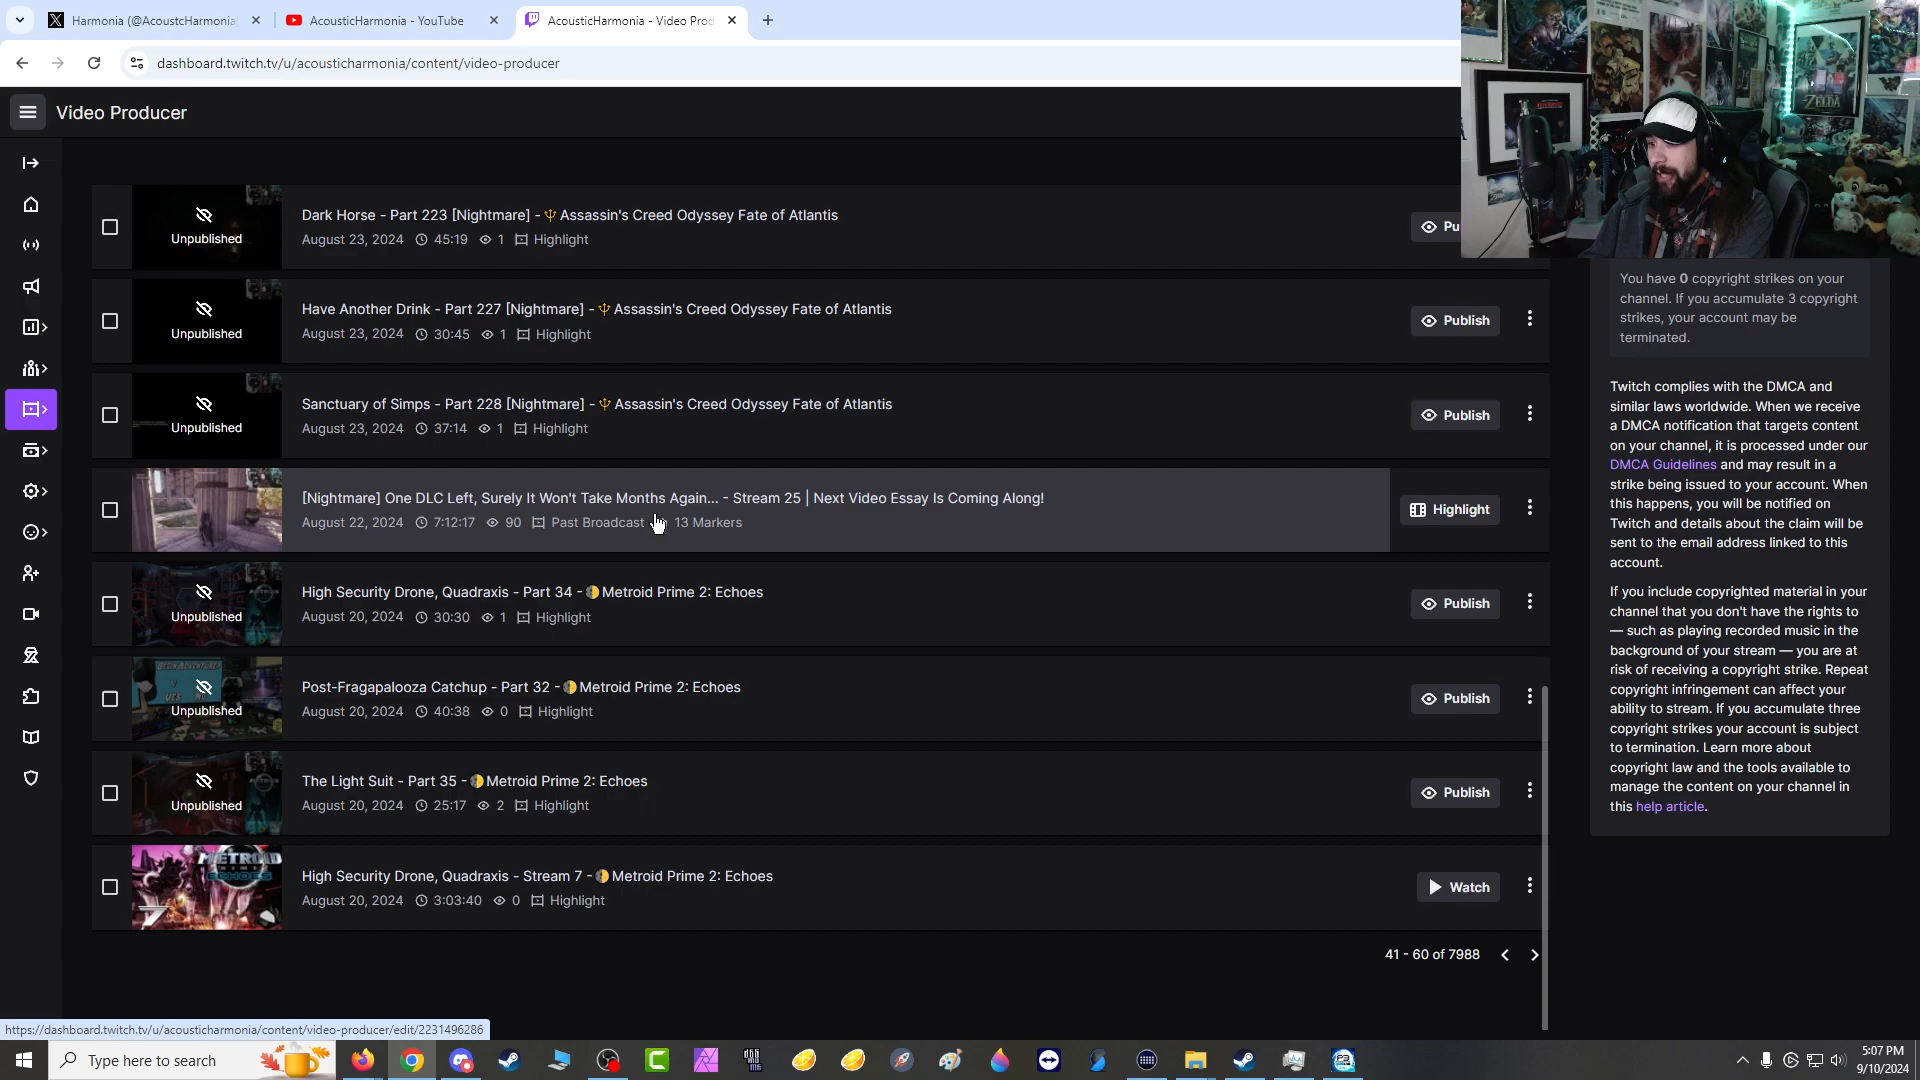 Harmonia (@AcoustcHarmonia
AcousticHarmonia - YouTube
AcousticHarmonia - Video Prod
dashboard.twitch.tv/u/acousticharmonia/content/video-producer
Video Producer
ZELDA
Unpublished
Dark Horse - Part 223 [Nightmare] - 🔱 Assassin's Creed Odyssey Fate of Atlantis
August 23, 2024 45:19 1 Highlight
Pu
Unpublished
Have Another Drink - Part 227 [Nightmare] - 🔱 Assassin's Creed Odyssey Fate of Atlantis
August 23, 2024 30:45 1 Highlight
Publish
Unpublished
Sanctuary of Simps - Part 228 [Nightmare] - 🔱 Assassin's Creed Odyssey Fate of Atlantis
August 23, 2024 37:14 1 Highlight
Publish
[Nightmare] One DLC Left, Surely It Won't Take Months Again... - Stream 25 | Next Video Essay Is Coming Along!
August 22, 2024 7:12:17 90 Past Broadcast 13 Markers
Highlight
Unpublished
High Security Drone, Quadraxis - Part 34 - 🌗Metroid Prime 2: Echoes
August 20, 2024 30:30 1 Highlight
Publish
Unpublished
Post-Fragapalooza Catchup - Part 32 - 🌗Metroid Prime 2: Echoes
August 20, 2024 40:38 0 Highlight
Publish
Unpublished
The Light Suit - Part 35 - 🌗Metroid Prime 2: Echoes
August 20, 2024 25:17 2 Highlight
Publish
METROID
ECHOES
7
High Security Drone, Quadraxis - Stream 7 - 🌗Metroid Prime 2: Echoes
August 20, 2024 3:03:40 0 Highlight
Watch
41 - 60 of 7988
You have 0 copyright strikes on your
channel. If you accumulate 3 copyright
strikes, your account may be
terminated.
Twitch complies with the DMCA and
similar laws worldwide. When we receive
a DMCA notification that targets content
on your channel, it is processed under our
DMCA Guidelines and may result in a
strike being issued to your account. When
this happens, you will be notified on
Twitch and details about the claim will be
sent to the email address linked to this
account.
If you include copyrighted material in your
channel that you don't have the rights to
— such as playing recorded music in the
background of your stream — you are at
risk of receiving a copyright strike. Repeat
copyright infringement can affect your
ability to stream. If you accumulate three
copyright strikes your account is subject
to termination. Learn more about
copyright law and the tools available to
manage the content on your channel in
this help article.
https://dashboard.twitch.tv/u/acousticharmonia/content/video-producer/edit/2231496286
Type here to search
5:07 PM
9/10/2024